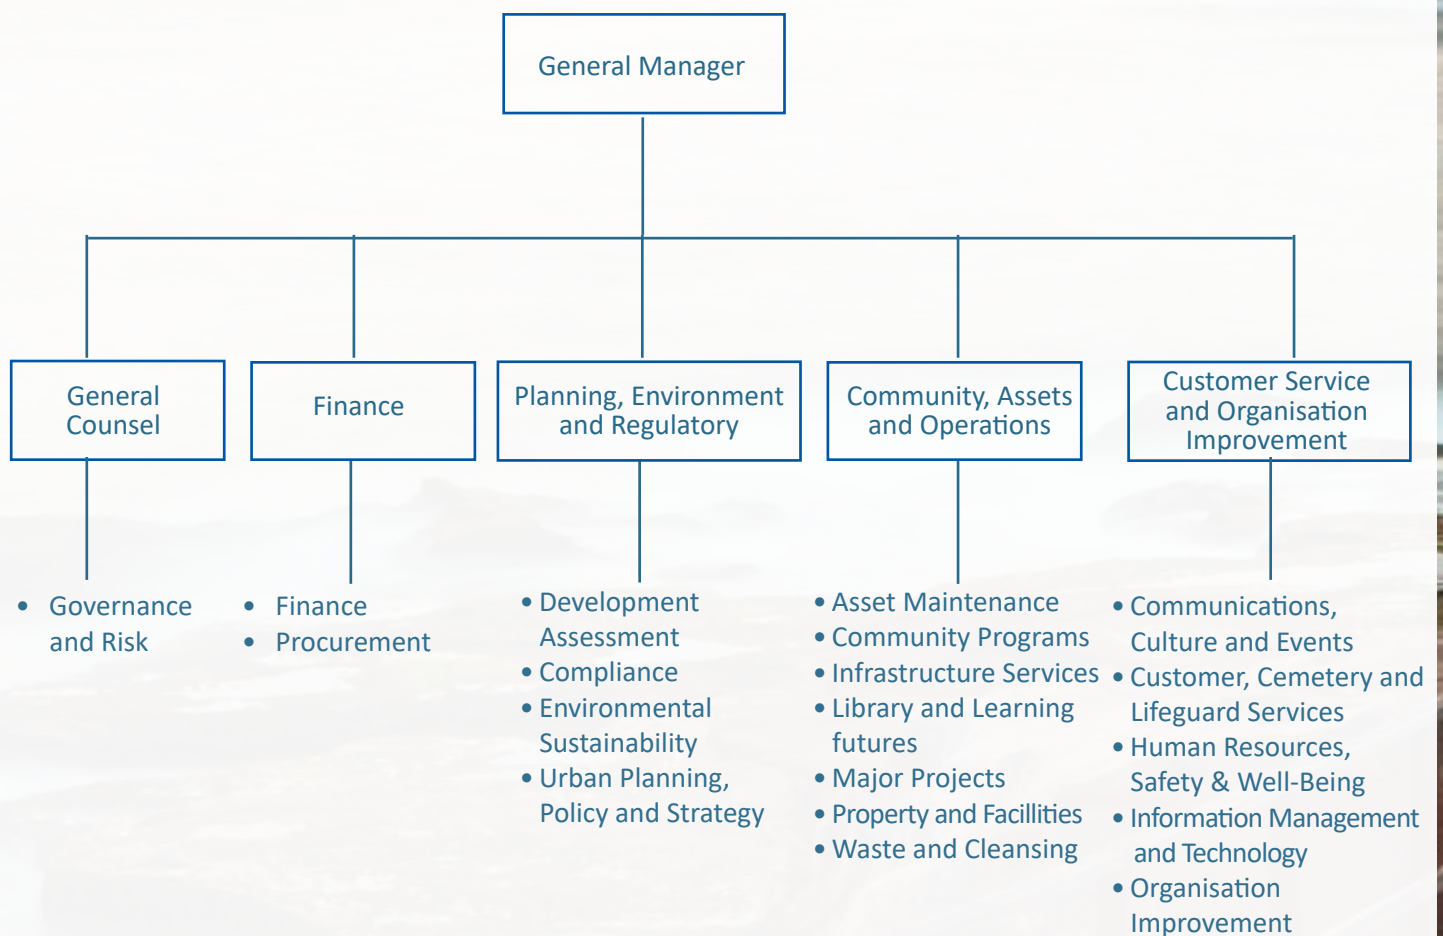 General Manager
General
Counsel
Finance
Planning, Environment
and Regulatory
Community, Assets
and Operations
Customer Service
and Organisation
Improvement
• Governance
and Risk
• Finance
• Procurement
• Development
Assessment
• Compliance
• Environmental
Sustainability
• Urban Planning,
Policy and Strategy
• Asset Maintenance
• Community Programs
• Infrastructure Services
• Library and Learning
futures
• Major Projects
• Property and Facillities
• Waste and Cleansing
• Communications,
Culture and Events
• Customer, Cemetery and
Lifeguard Services
• Human Resources,
Safety & Well-Being
• Information Management
and Technology
• Organisation
Improvement